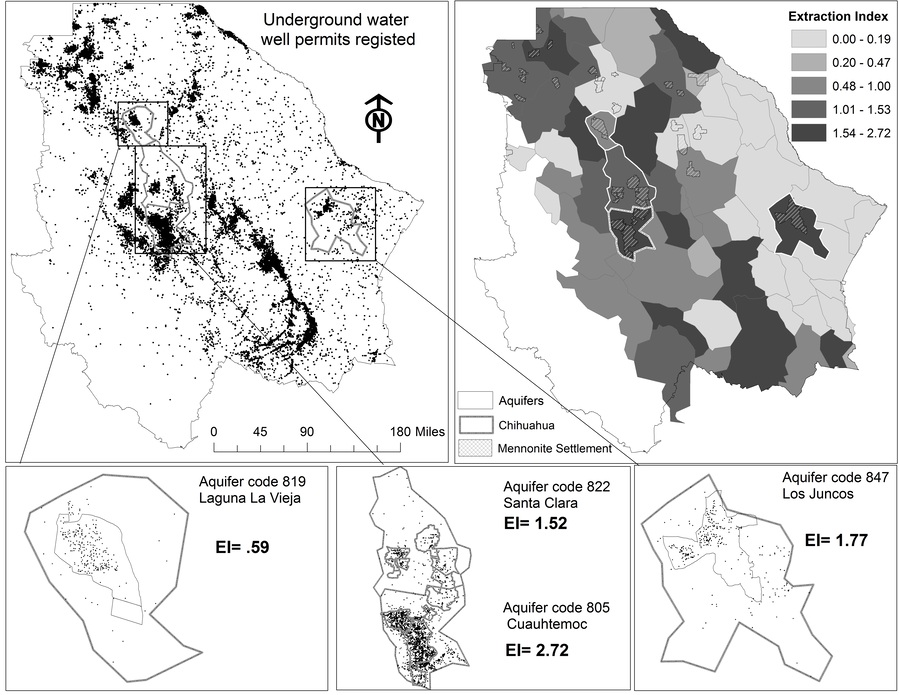 Underground water
well permits registed
N
0 45 90 180 Miles
Extraction Index
0.00 - 0.19
0.20 - 0.47
0.48 - 1.00
1.01 - 1.53
1.54 - 2.72
Aquifers
Chihuahua
Mennonite Settlement
Aquifer code 819
Laguna La Vieja
EI= .59
Aquifer code 822
Santa Clara
EI= 1.52
Aquifer code 805
Cuauhtemoc
EI= 2.72
Aquifer code 847
Los Juncos
EI= 1.77